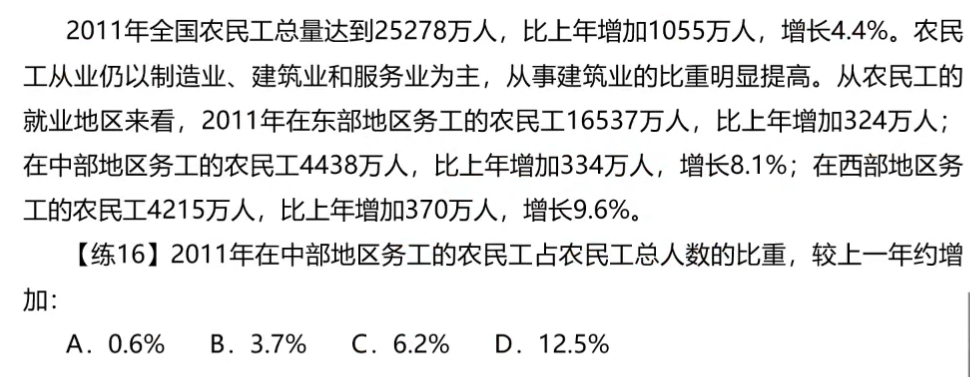 2011年全国农民工总量达到25278万人，比上年增加1055万人，增长4.4%。农民
工从业仍以制造业、建筑业和服务业为主，从事建筑业的比重明显提高。从农民工的
就业地区来看，2011年在东部地区务工的农民工16537万人，比上年增加324万人；
在中部地区务工的农民工4438万人，比上年增加334万人，增长8.1%；在西部地区务
工的农民工4215万人，比上年增加370万人，增长9.6%。
【练16】2011年在中部地区务工的农民工占农民工总人数的比重，较上一年约增
加：
A．0.6% B．3.7% C．6.2% D．12.5%